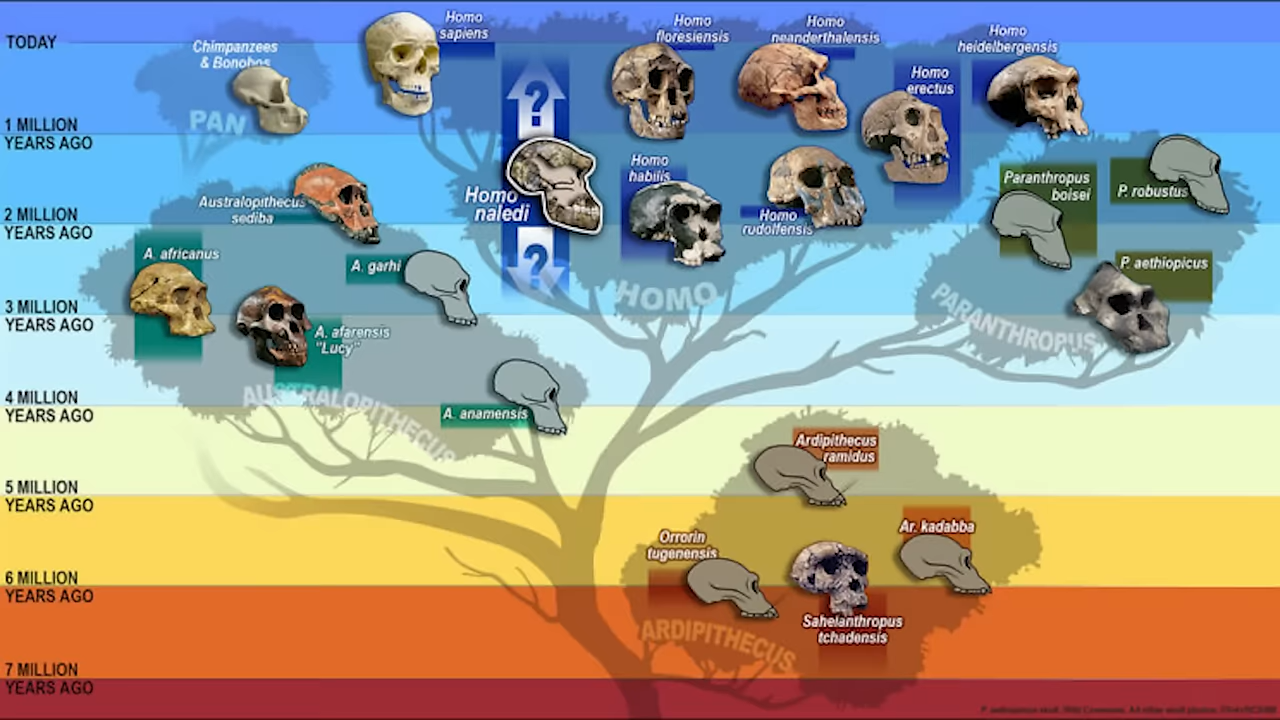 TODAY
1 MILLION
YEARS AGO
2 MILLION
YEARS AGO
3 MILLION
YEARS AGO
4 MILLION
YEARS AGO
5 MILLION
YEARS AGO
6 MILLION
YEARS AGO
7 MILLION
YEARS AGO
Chimpanzees
& Bonobos
PAN
Homo
sapiens
Homo
floresiensis
Homo
neanderthalensis
Homo
heidelbergensis
Homo
erectus
?
Homo
naledi
?
Homo
habilis
Homo
rudolfensis
HOMO
Paranthropus
boisei
P. robustus
P. aethiopicus
PARANTHROPUS
Australopithecus
sediba
A. africanus
A. garhi
A. afarensis
"Lucy"
A. anamensis
AUSTRALOPITHECUS
Ardipithecus
ramidus
Ar. kadabba
Orrorin
tugenensis
Sahelanthropus
tchadensis
ARDIPITHECUS